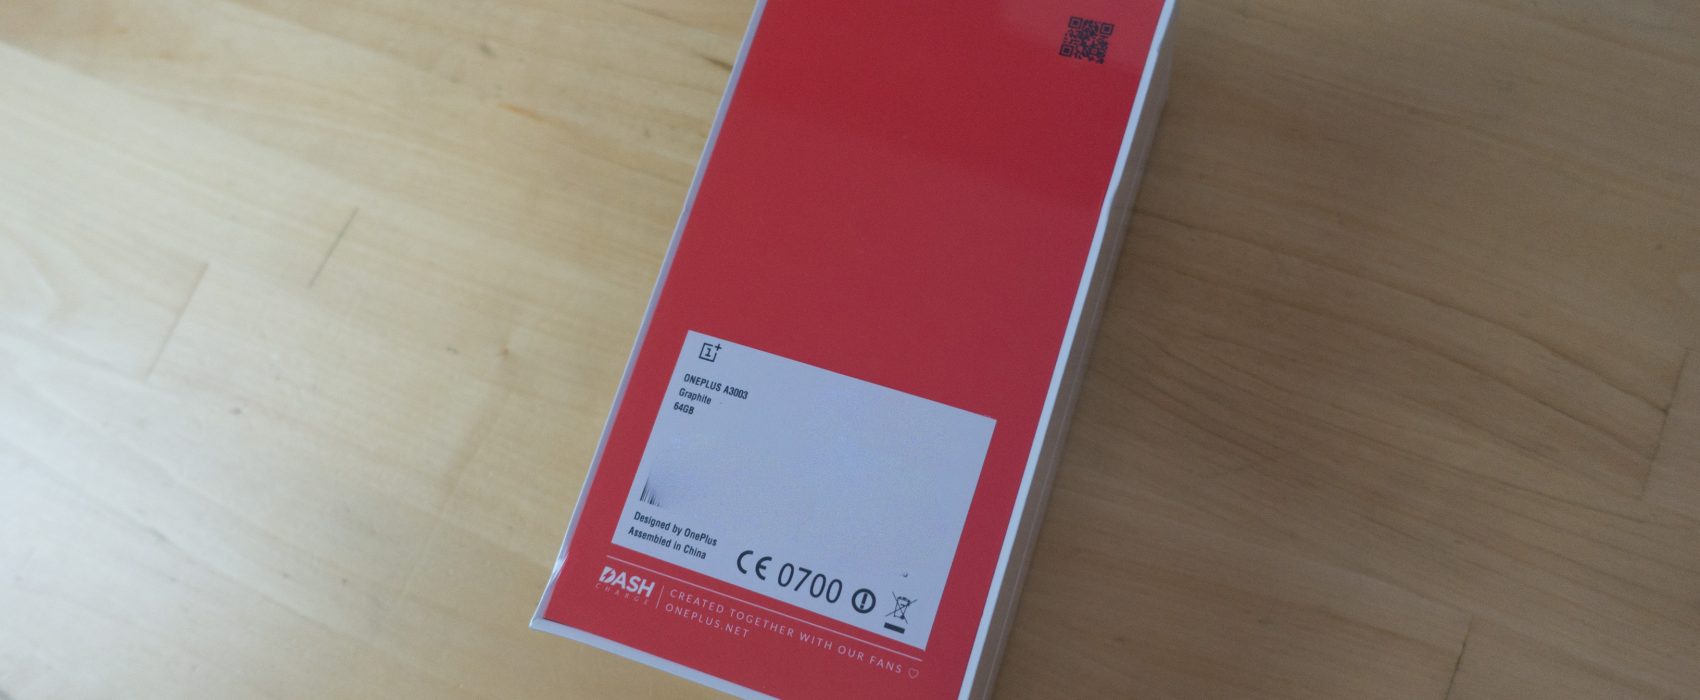 1+
ONEPLUS A3003
Graphite
64GB
Designed by OnePlus
Assembled in China
CE 0700
DASH
CHARGE
CREATED TOGETHER WITH OUR FANS ♡
ONEPLUS.NET